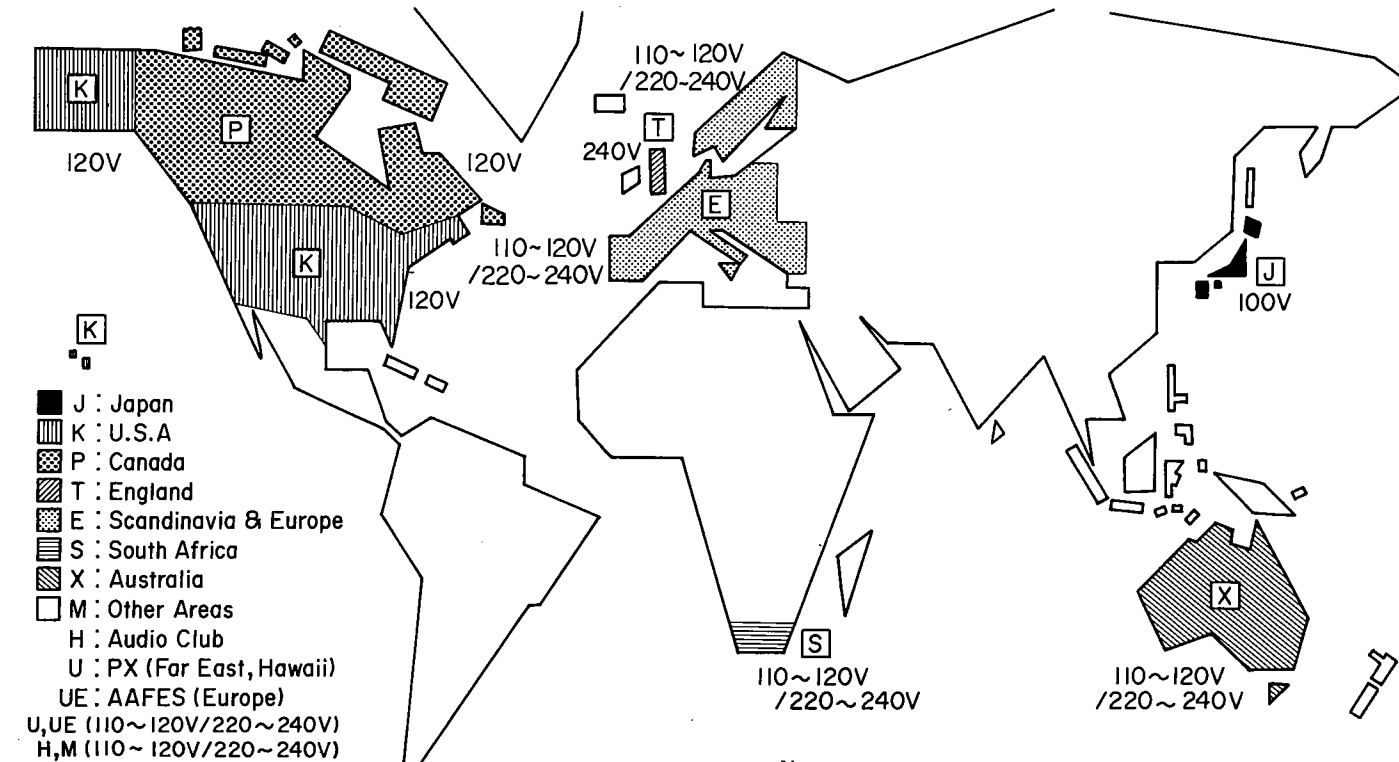 110~120V
/220~240V
K
P
T
120V
120V
240V
E
110~120V
/220~240V
K
J
120V
100V
K
J : Japan
K : U.S.A
P : Canada
T : England
E : Scandinavia & Europe
S : South Africa
X : Australia
M : Other Areas
H : Audio Club
U : PX (Far East, Hawaii)
UE : AAFES (Europe)
U,UE (110~120V/220~240V)
H,M (110~120V/220~240V)
X
S
110~120V
/220~240V
110~120V
/220~240V